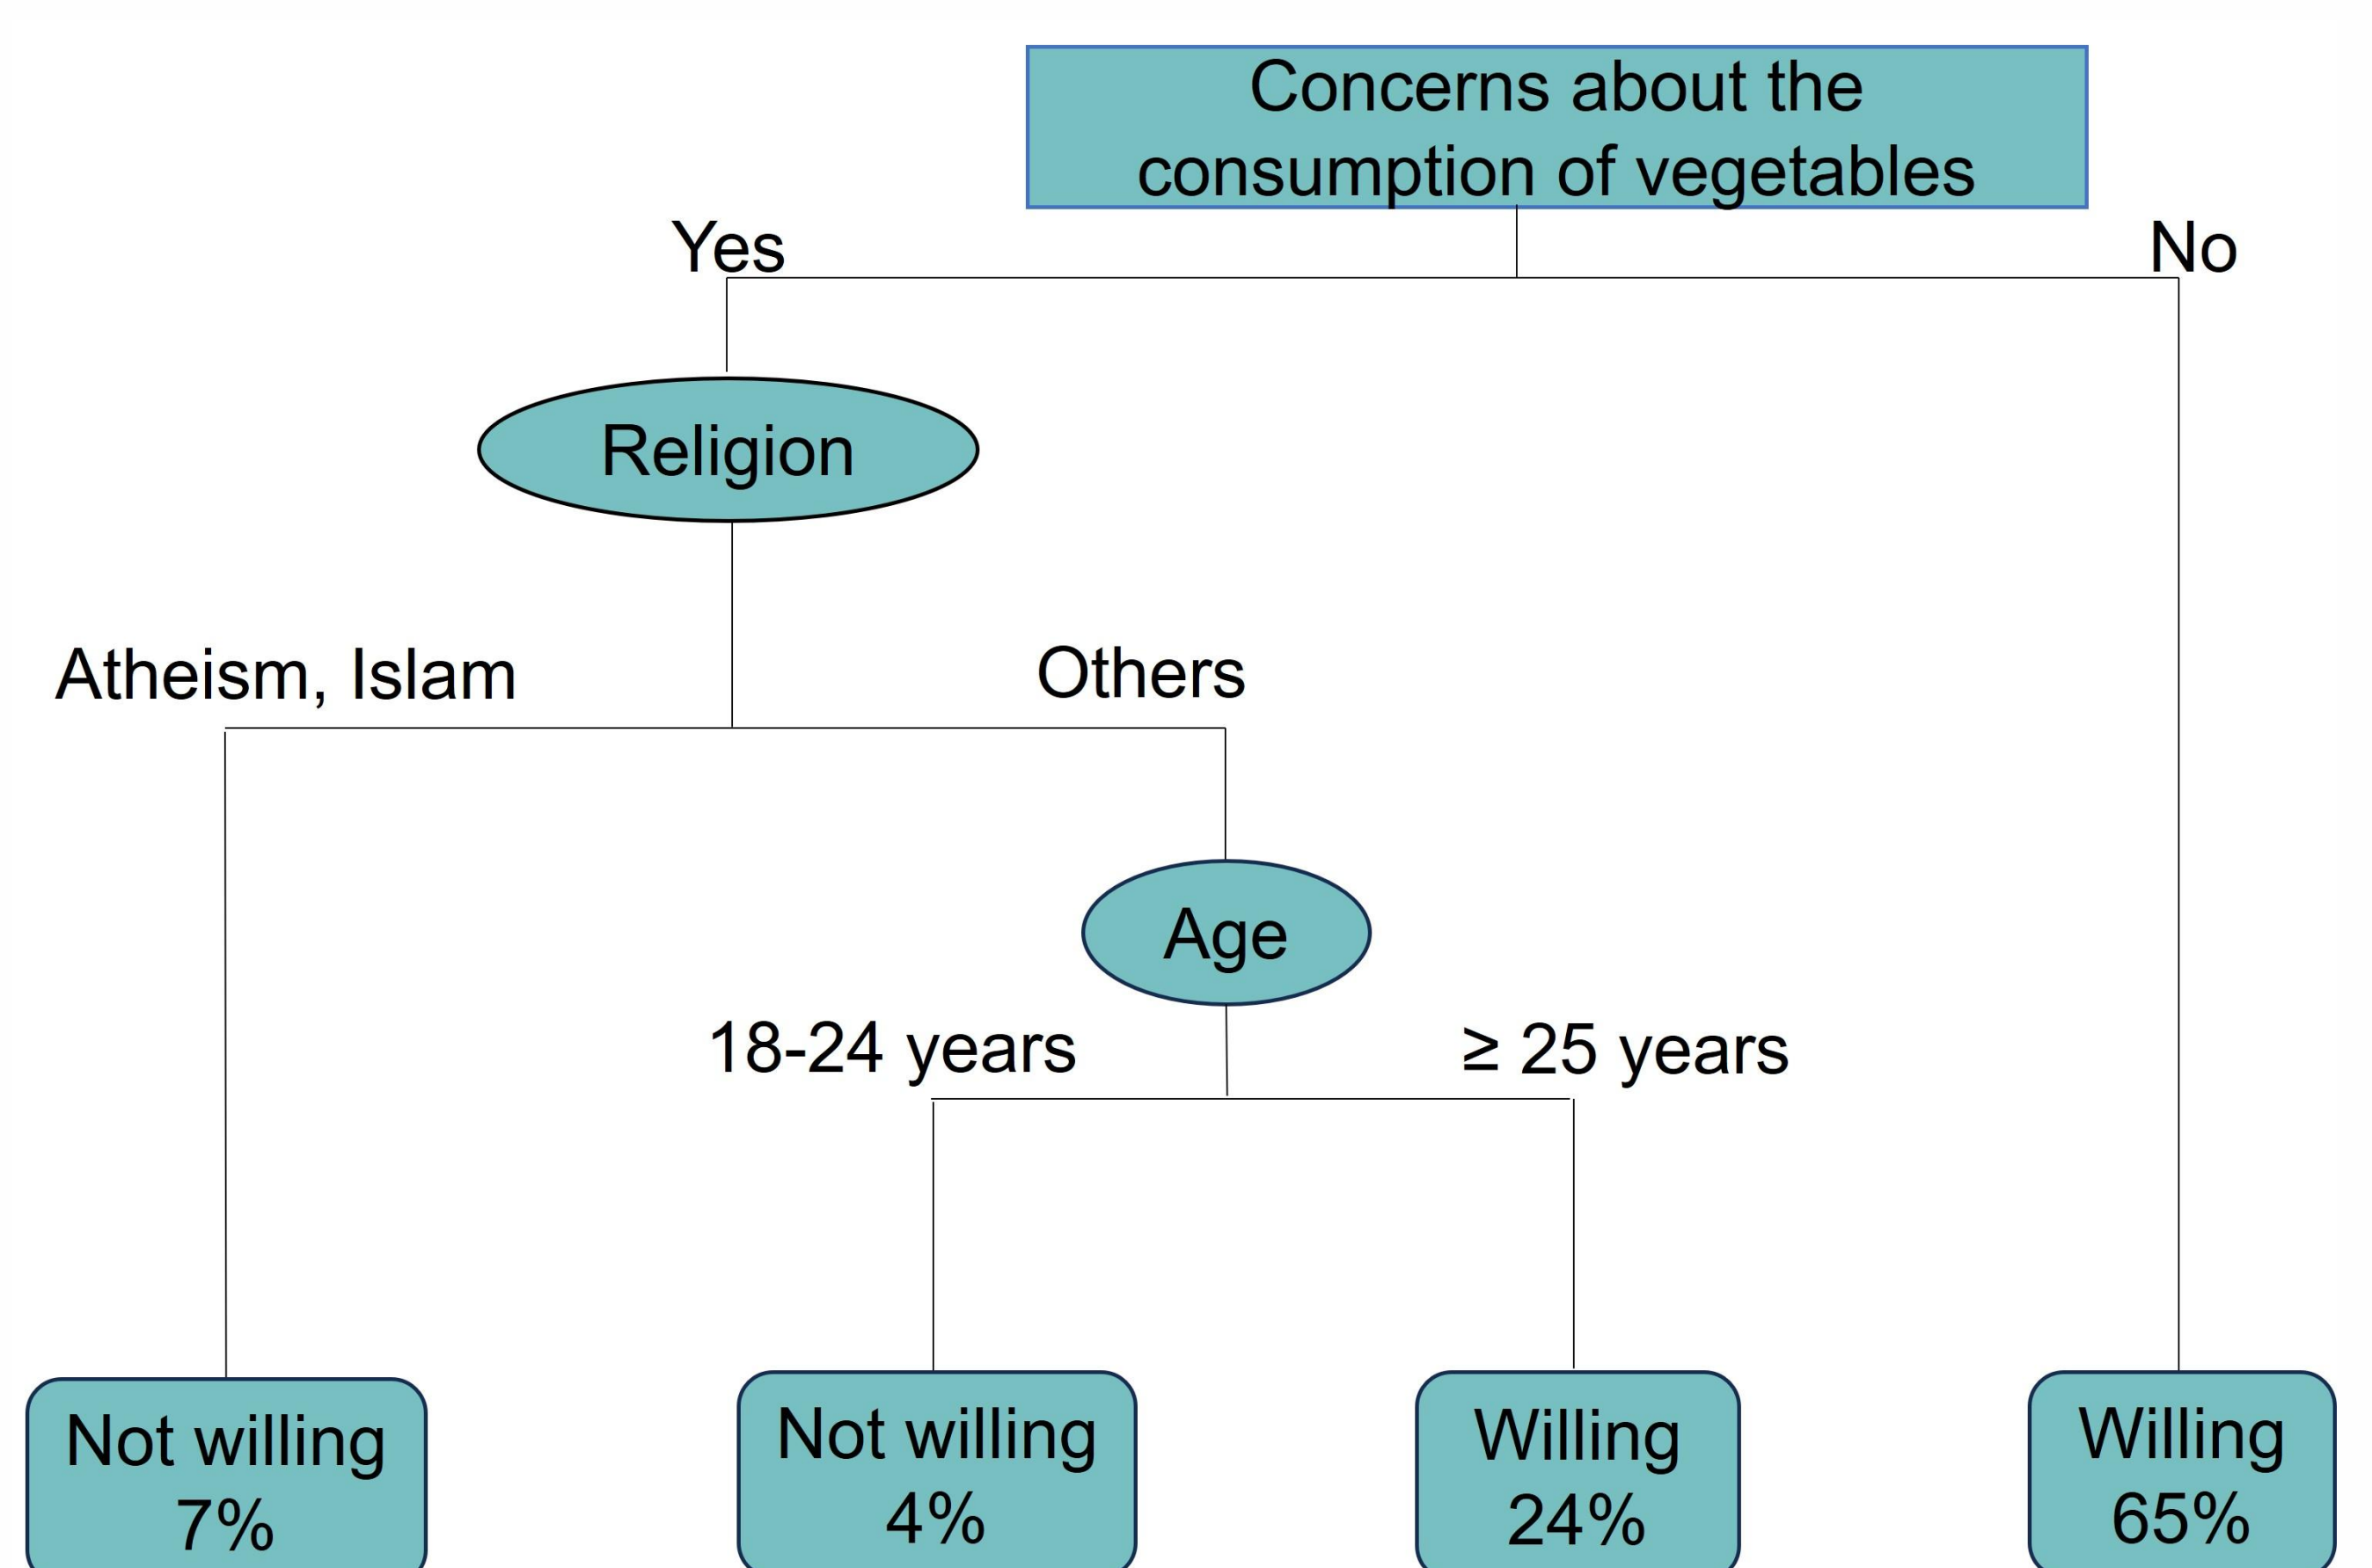 Concerns about the
consumption of vegetables
Yes
No
Religion
Atheism, Islam
Others
Age
18-24 years
≥ 25 years
Not willing
7%
Not willing
4%
Willing
24%
Willing
65%